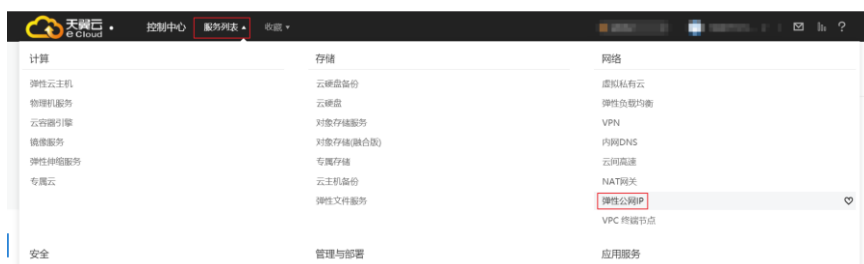 天翼云
e Cloud
控制中心 服务列表 收藏
计算
弹性云主机
物理机服务
云容器引擎
镜像服务
弹性伸缩服务
专属云
存储
云硬盘备份
云硬盘
对象存储服务
对象存储(融合版)
专属存储
云主机备份
弹性文件服务
网络
虚拟私有云
弹性负载均衡
VPN
内网DNS
云间高速
NAT网关
弹性公网IP
VPC 终端节点
安全
管理与部署
应用服务